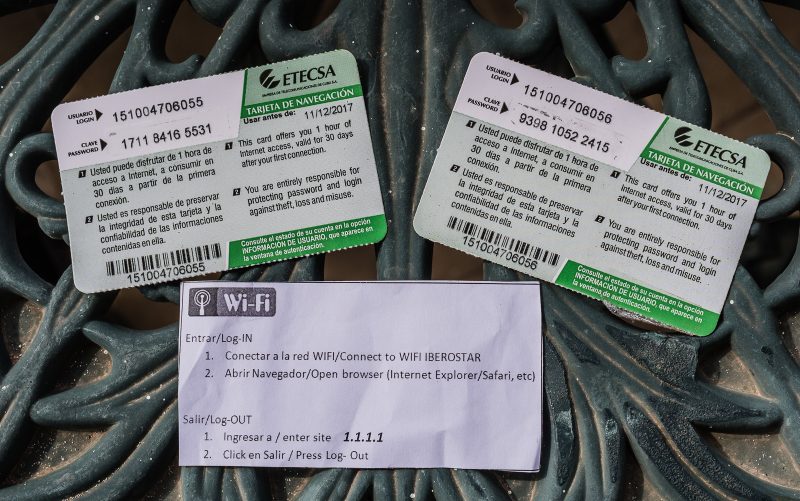 ETECSA
EMPRESA DE TELECOMUNICACIONES DE CUBA S.A.
TARJETA DE NAVEGACIÓN
Usar antes de: 11/12/2017
USUARIO
LOGIN
151004706055
CLAVE
PASSWORD
1711 8416 5531
1 Usted puede disfrutar de 1 hora de
acceso a Internet, a consumir en
30 días a partir de la primera
conexión.
2 Usted es responsable de preservar
la integridad de esta tarjeta y la
confiabilidad de las informaciones
contenidas en ella.
1 This card offers you 1 hour of
Internet access, valid for 30 days
after your first connection.
2 You are entirely responsible for
protecting password and login
against theft, loss and misuse.
151004706055
Consulte el estado de su cuenta en la opción
INFORMACIÓN DE USUARIO, que aparece en
la ventana de autenticación.
ETECSA
EMPRESA DE TELECOMUNICACIONES DE CUBA S.A.
TARJETA DE NAVEGACIÓN
Usar antes de: 11/12/2017
USUARIO
LOGIN
151004706056
CLAVE
PASSWORD
9398 1052 2415
1 Usted puede disfrutar de 1 hora de
acceso a Internet, a consumir en
30 días a partir de la primera
conexión.
2 Usted es responsable de preservar
la integridad de esta tarjeta y la
confiabilidad de las informaciones
contenidas en ella.
1 This card offers you 1 hour of
Internet access, valid for 30 days
after your first connection.
2 You are entirely responsible for
protecting password and login
against theft, loss and misuse.
151004706056
Consulte el estado de su cuenta en la opción
INFORMACIÓN DE USUARIO, que aparece en
la ventana de autenticación.
Wi-Fi
Entrar/Log-IN
1. Conectar a la red WIFI/Connect to WIFI IBEROSTAR
2. Abrir Navegador/Open browser (Internet Explorer/Safari, etc)
Salir/Log-OUT
1. Ingresar a / enter site 1.1.1.1
2. Click en Salir / Press Log- Out